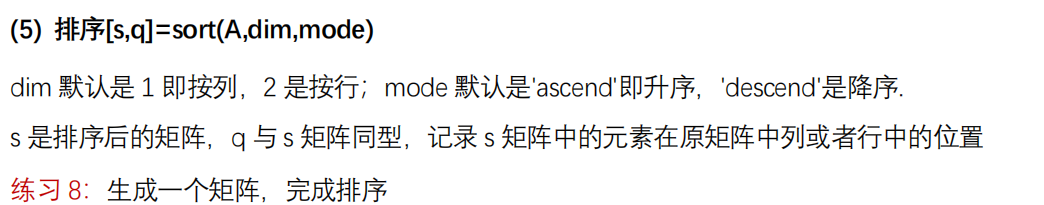 (5) 排序[s,q]=sort(A,dim,mode)
dim 默认是 1 即按列，2 是按行；mode 默认是'ascend'即升序，'descend'是降序.
s 是排序后的矩阵，q 与 s 矩阵同型，记录 s 矩阵中的元素在原矩阵中列或者行中的位置
练习 8：生成一个矩阵，完成排序